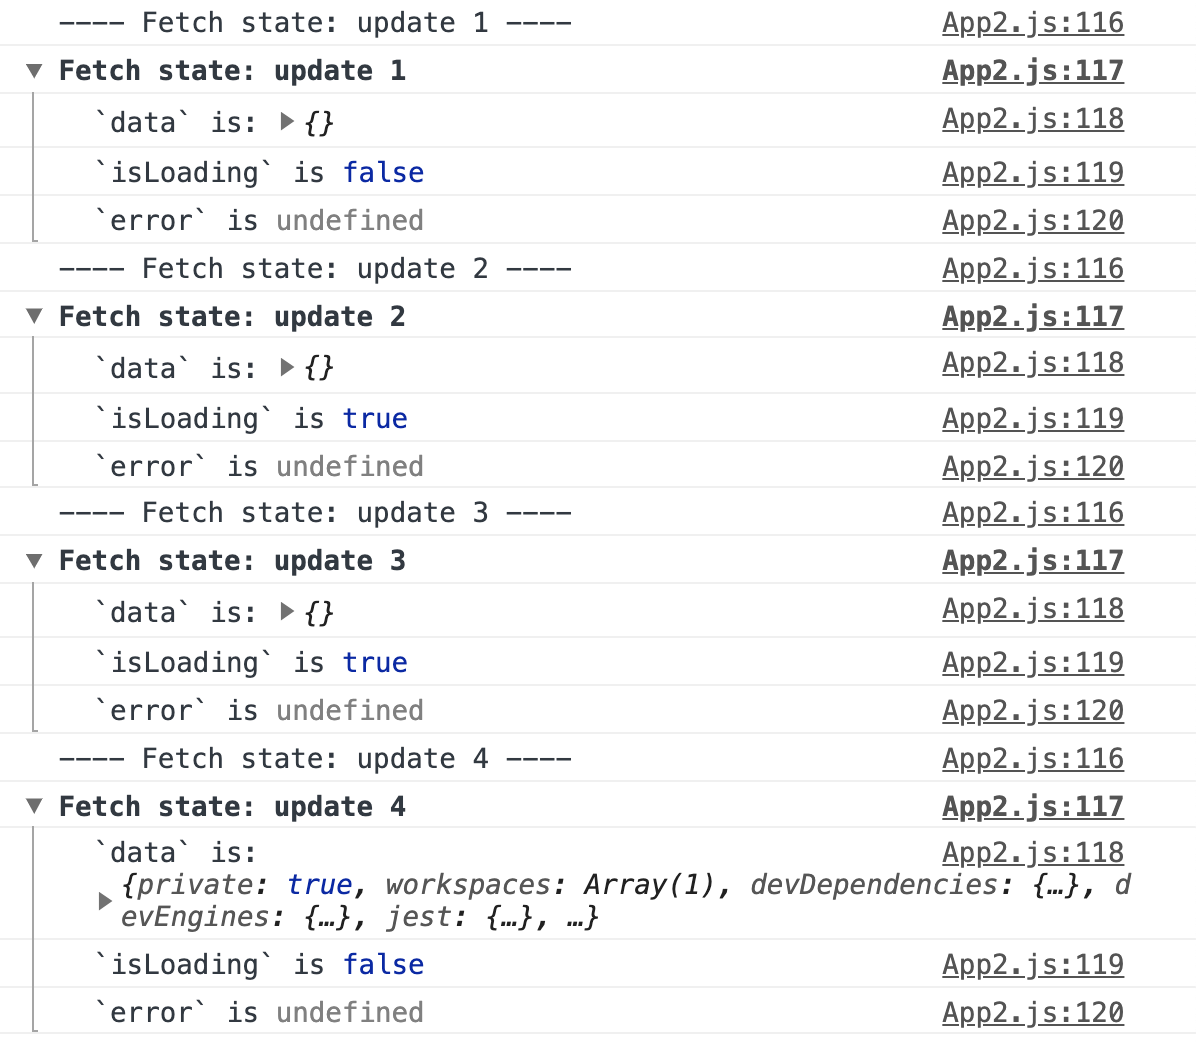 ---- Fetch state: update 1 ---- App2.js:116
▼ Fetch state: update 1 App2.js:117
`data` is: ▶ {} App2.js:118
`isLoading` is false App2.js:119
`error` is undefined App2.js:120
---- Fetch state: update 2 ---- App2.js:116
▼ Fetch state: update 2 App2.js:117
`data` is: ▶ {} App2.js:118
`isLoading` is true App2.js:119
`error` is undefined App2.js:120
---- Fetch state: update 3 ---- App2.js:116
▼ Fetch state: update 3 App2.js:117
`data` is: ▶ {} App2.js:118
`isLoading` is true App2.js:119
`error` is undefined App2.js:120
---- Fetch state: update 4 ---- App2.js:116
▼ Fetch state: update 4 App2.js:117
`data` is: App2.js:118
▶ {private: true, workspaces: Array(1), devDependencies: {…}, d
evEngines: {…}, jest: {…}, …}
`isLoading` is false App2.js:119
`error` is undefined App2.js:120